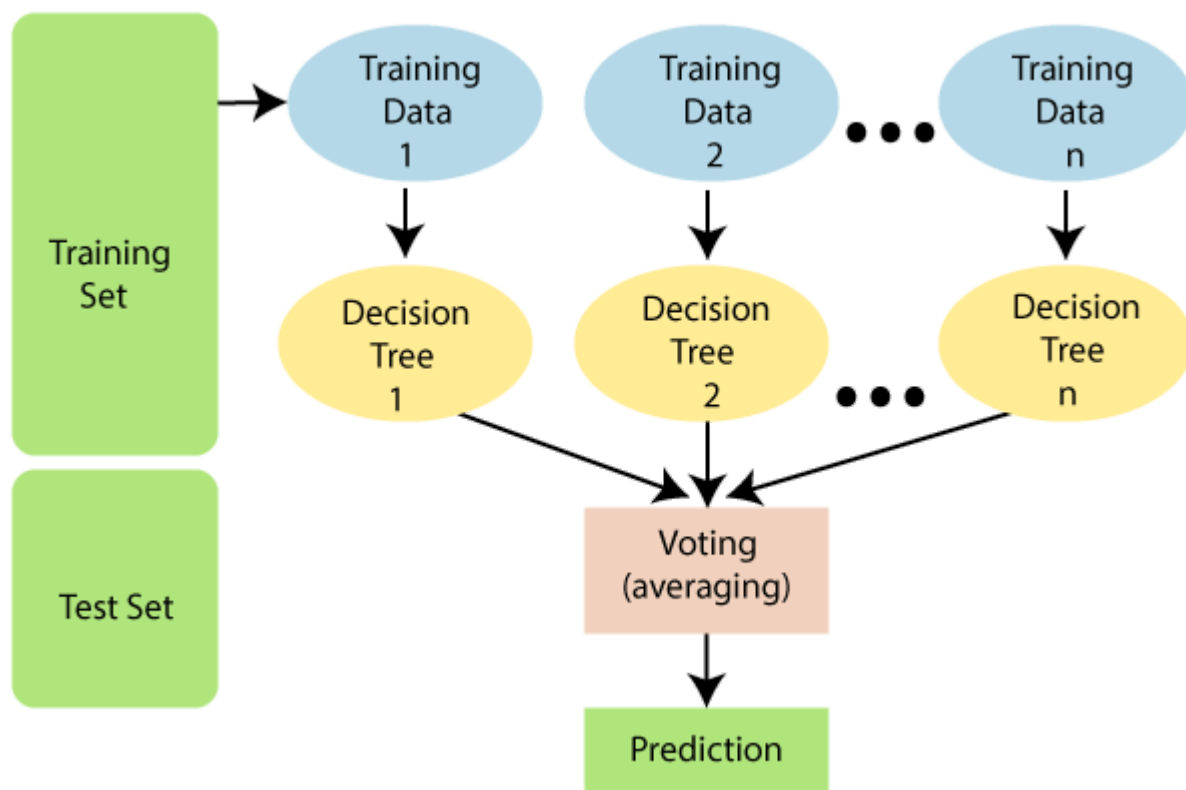 Training
Set
Test Set
Training
Data
1
Training
Data
2
Training
Data
n
Decision
Tree
1
Decision
Tree
2
Decision
Tree
n
Voting
(averaging)
Prediction